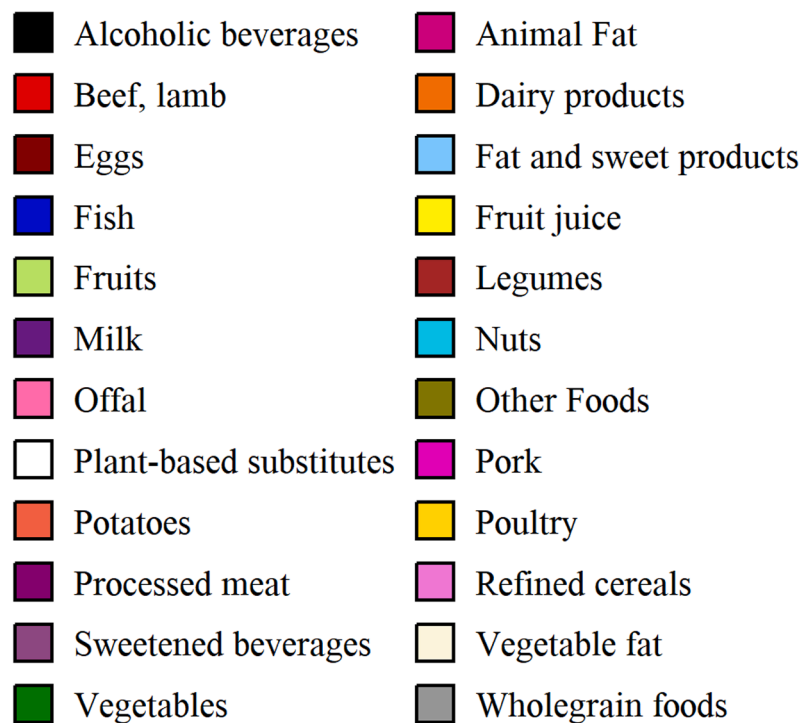 Alcoholic beverages
Animal Fat
Beef, lamb
Dairy products
Eggs
Fat and sweet products
Fish
Fruit juice
Fruits
Legumes
Milk
Nuts
Offal
Other Foods
Plant-based substitutes
Pork
Potatoes
Poultry
Processed meat
Refined cereals
Sweetened beverages
Vegetable fat
Vegetables
Wholegrain foods